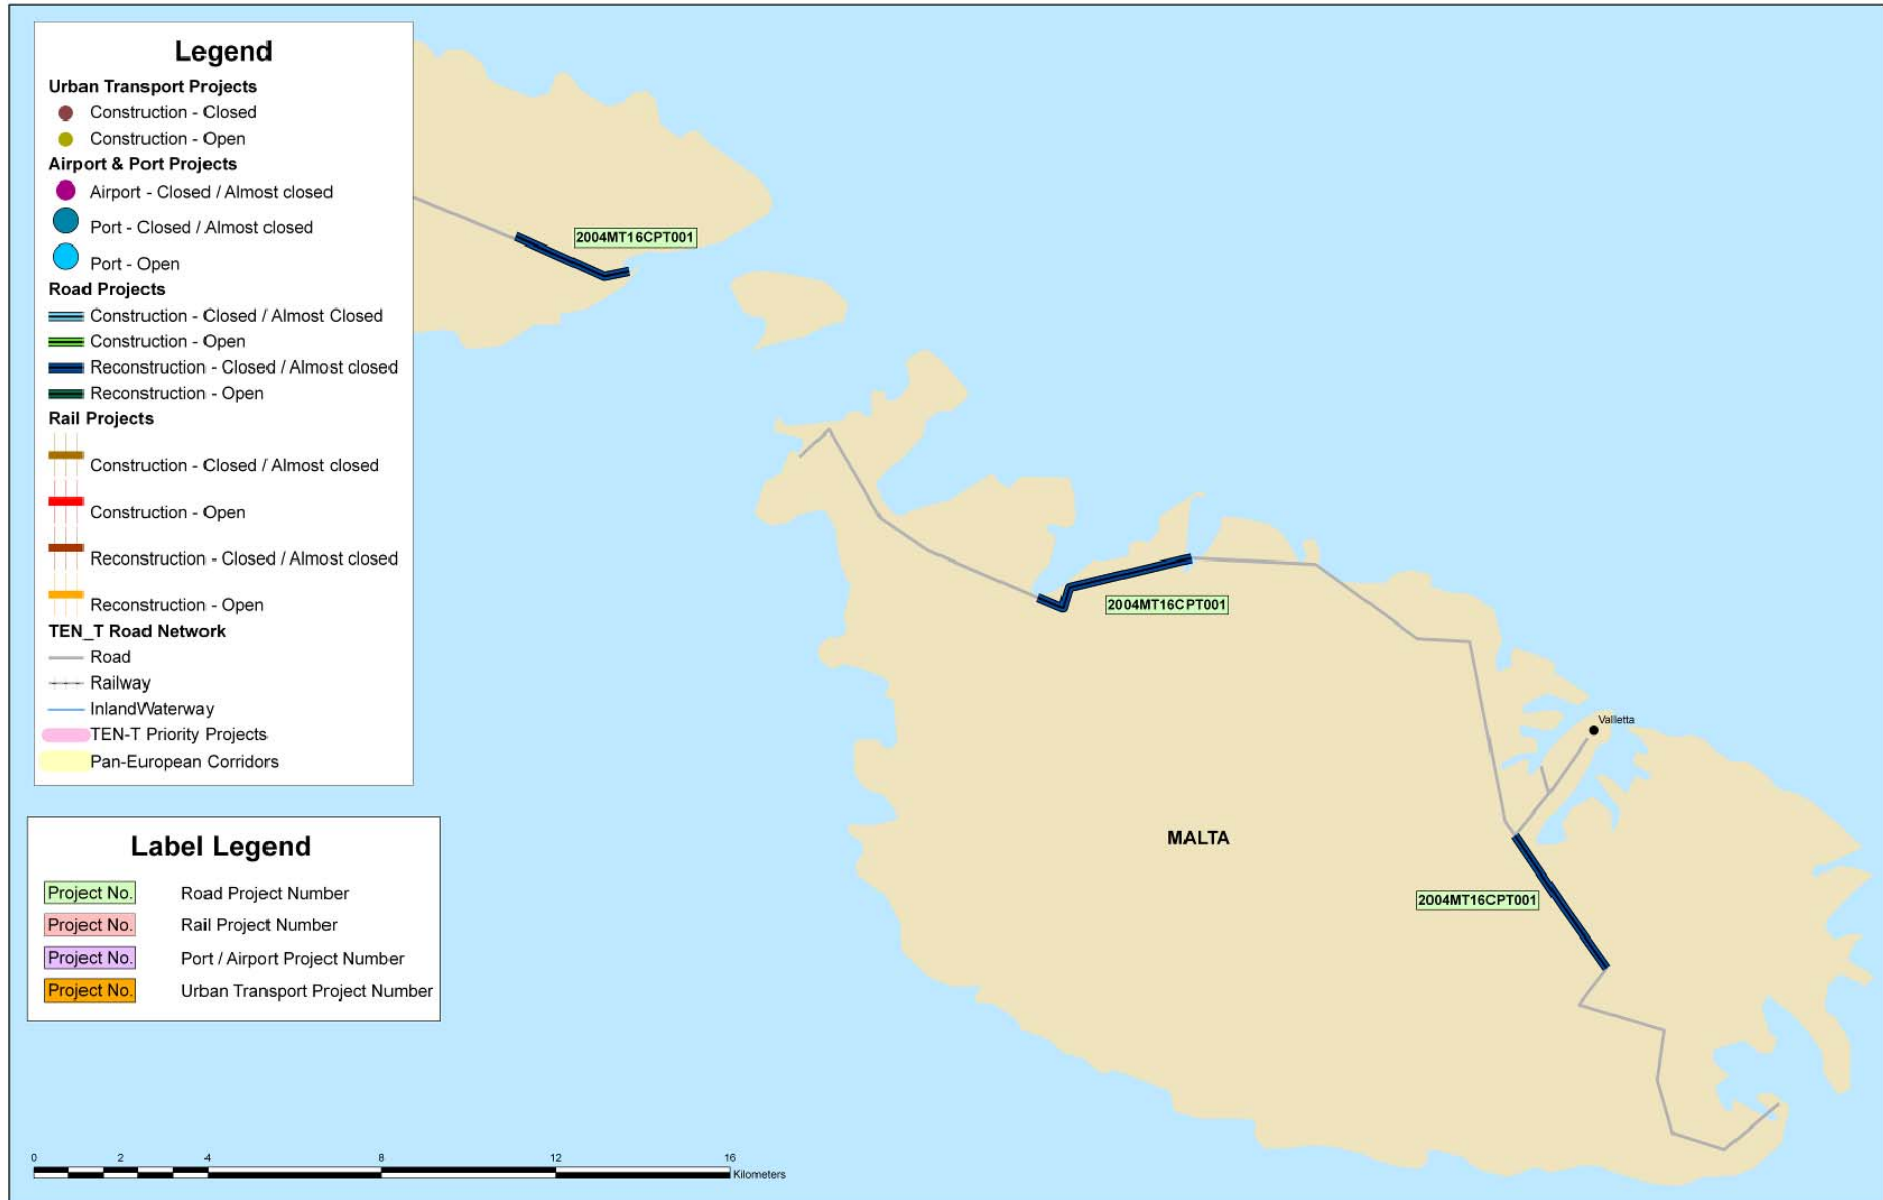 Legend
Urban Transport Projects
Construction - Closed
Construction - Open
Airport & Port Projects
Airport - Closed / Almost closed
Port - Closed / Almost closed
Port - Open
Road Projects
Construction - Closed / Almost Closed
Construction - Open
Reconstruction - Closed / Almost closed
Reconstruction - Open
Rail Projects
Construction - Closed / Almost closed
Construction - Open
Reconstruction - Closed / Almost closed
Reconstruction - Open
TEN_T Road Network
Road
Railway
InlandWaterway
TEN-T Priority Projects
Pan-European Corridors
Label Legend
Project No. Road Project Number
Project No. Rail Project Number
Project No. Port / Airport Project Number
Project No. Urban Transport Project Number
2004MT16CPT001
2004MT16CPT001
Valletta
MALTA
2004MT16CPT001
0 2 4 8 12 16
Kilometers